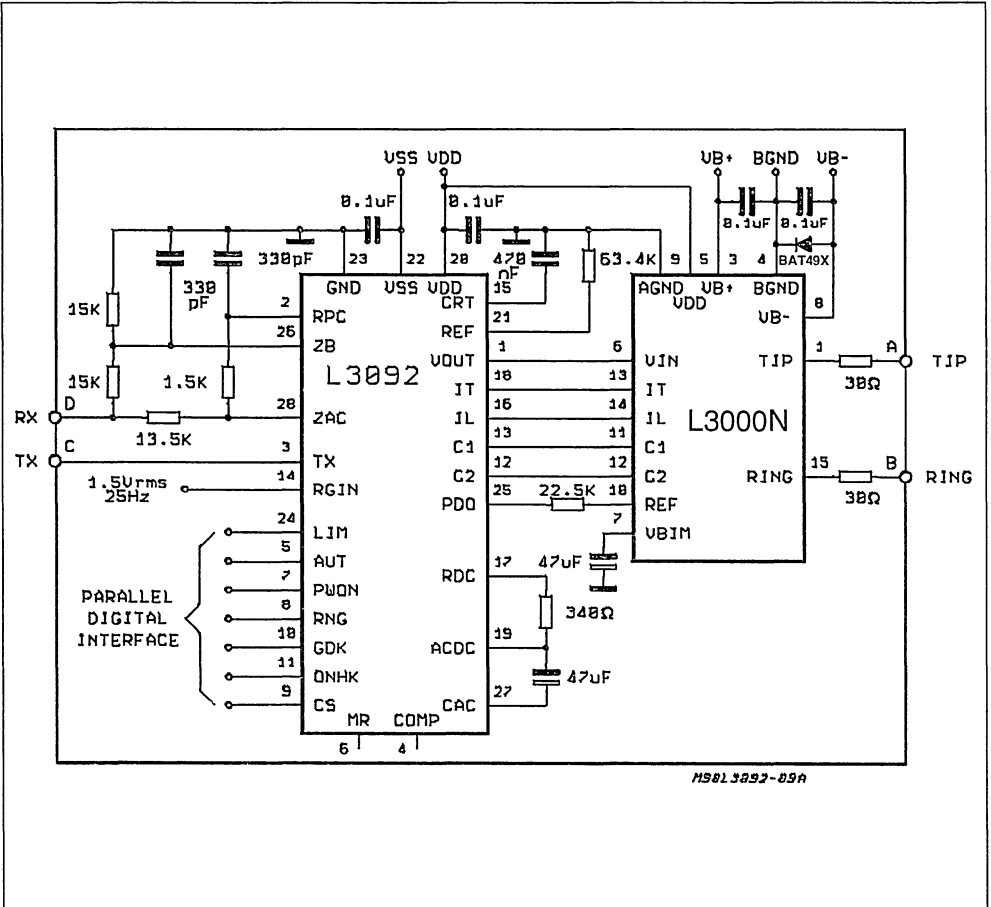 VSS VDD
VB+ BGND VB-
0.1uF
0.1uF
0.1uF
0.1uF
330pF
470
nF
63.4K
BAT49X
23
22
20
9
5
3
4
330
pF
15K
15K
1.5K
13.5K
GND
VSS VDD
15
CRT
21
REF
AGND
VDD
VB+
BGND
8
VB-
2
RPC
26
ZB
L3092
1
VOUT
6
VIN
TIP
1
30Ω
A
TIP
18
IT
13
IT
RX
D
28
ZAC
16
IL
14
IL
L3000N
TX
C
3
TX
13
C1
11
C1
1.5Vrms
25Hz
14
RGIN
12
C2
12
C2
RING
15
30Ω
B
RING
25
PDO
22.5K
10
REF
7
VBIM
47uF
24
LIM
5
AUT
7
PWON
8
RNG
10
GDK
11
ONHK
9
CS
PARALLEL
DIGITAL
INTERFACE
17
RDC
340Ω
19
ACDC
47uF
27
CAC
MR COMP
6
4
M90L3092-09A